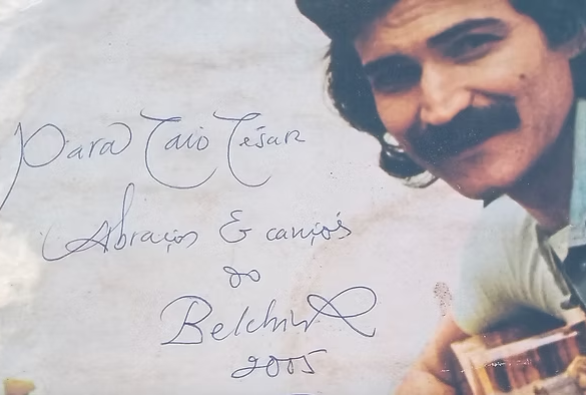 Para Caio César
Abraços & canções
do
Belchior
2005